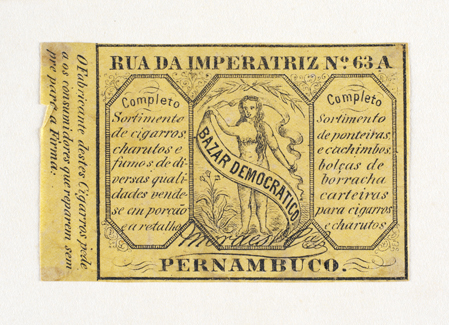 RUA DA IMPERATRIZ Nº 63 A
O Fabricante destes Cigarros pede
a os consumidores que reparem sem
pre para a Firma.
Completo
Sortimento
de cigarros,
charutos, e
fumos de di-
versas quali-
dades vende-
se em porção
e a retalho
BAZAR DEMOCRATICO
Completo
Sortimento
de ponteiras,
e cachimbos,
bolças de
borracha
carteiras
para cigarros
e charutos.
PERNAMBUCO.